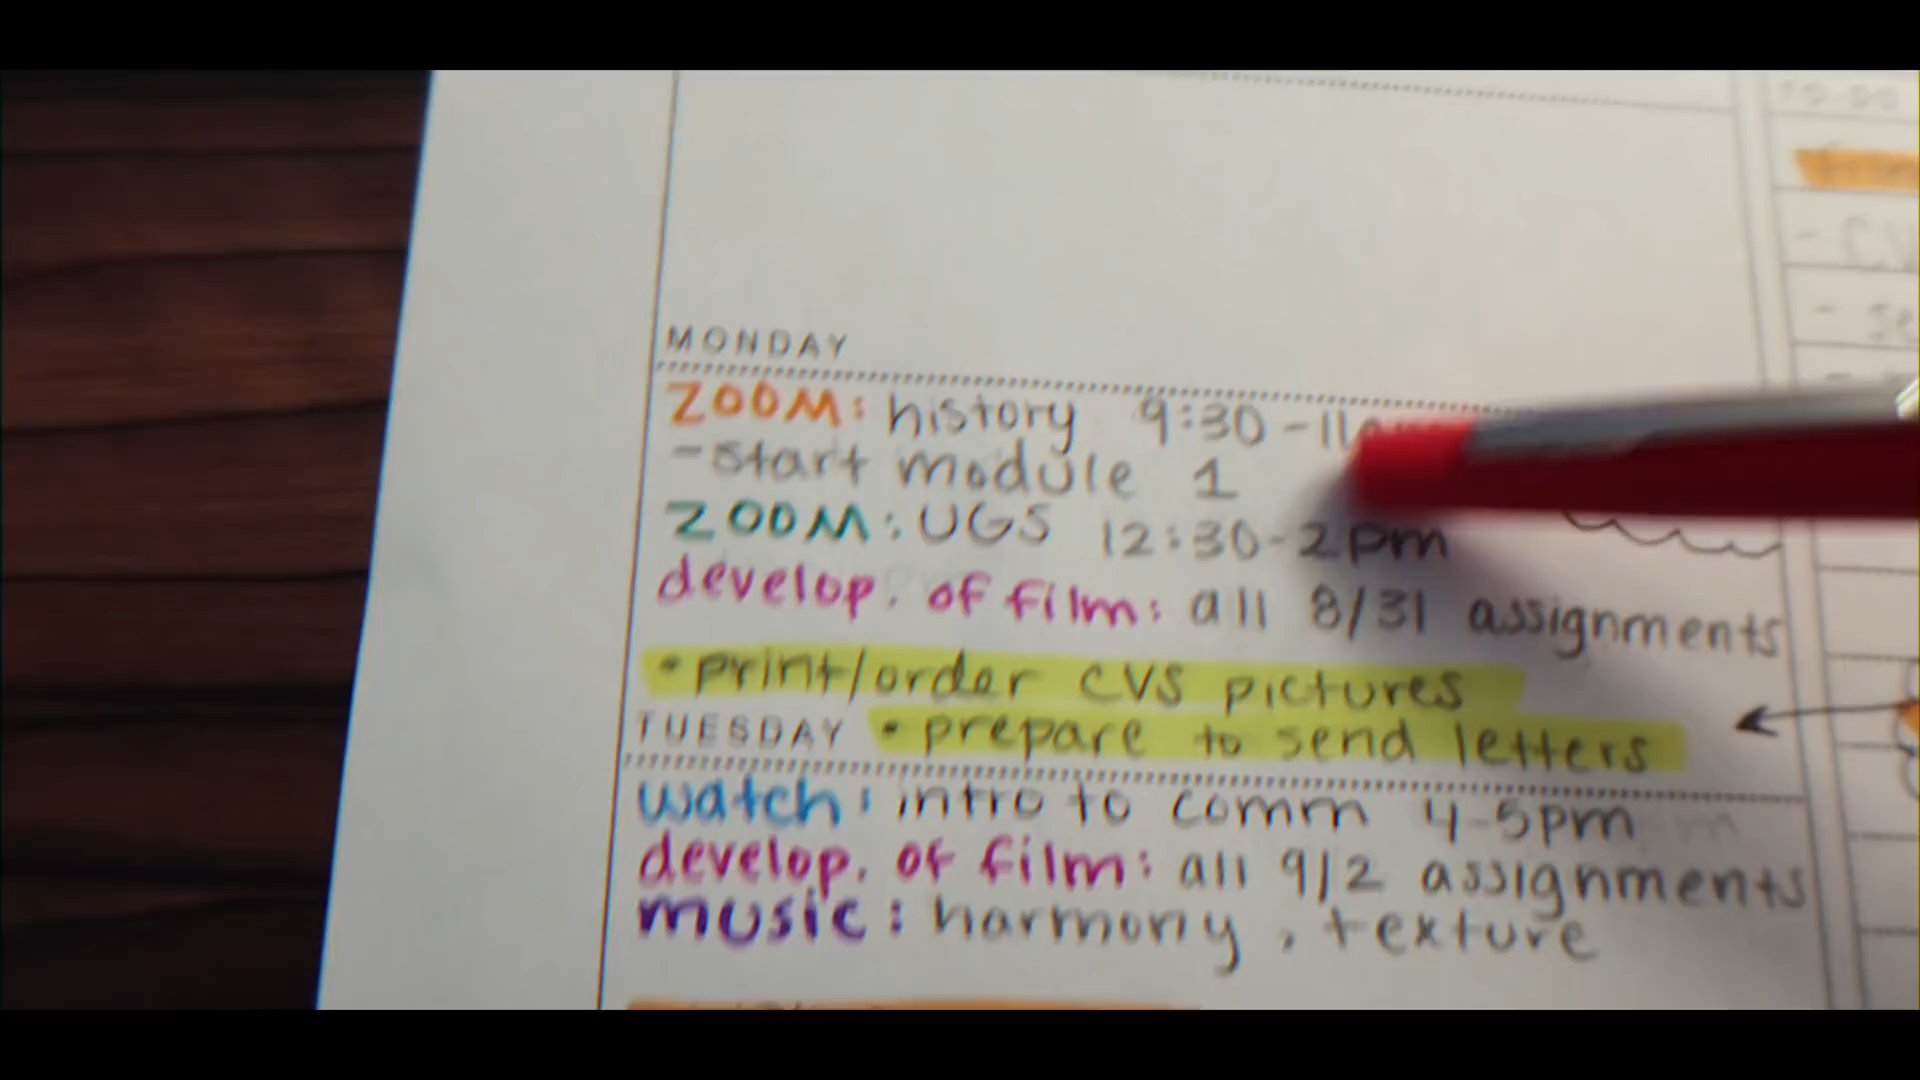 TO-DO
MONDAY
ZOOM: history 9:30-11
-start module 1
ZOOM: UGS 12:30-2pm
develop. of film: all 8/31 assignments
• print/order CVS pictures
TUESDAY • prepare to send letters
watch: intro to comm 4-5pm
develop. of film: all 9/2 assignments
music: harmony, texture